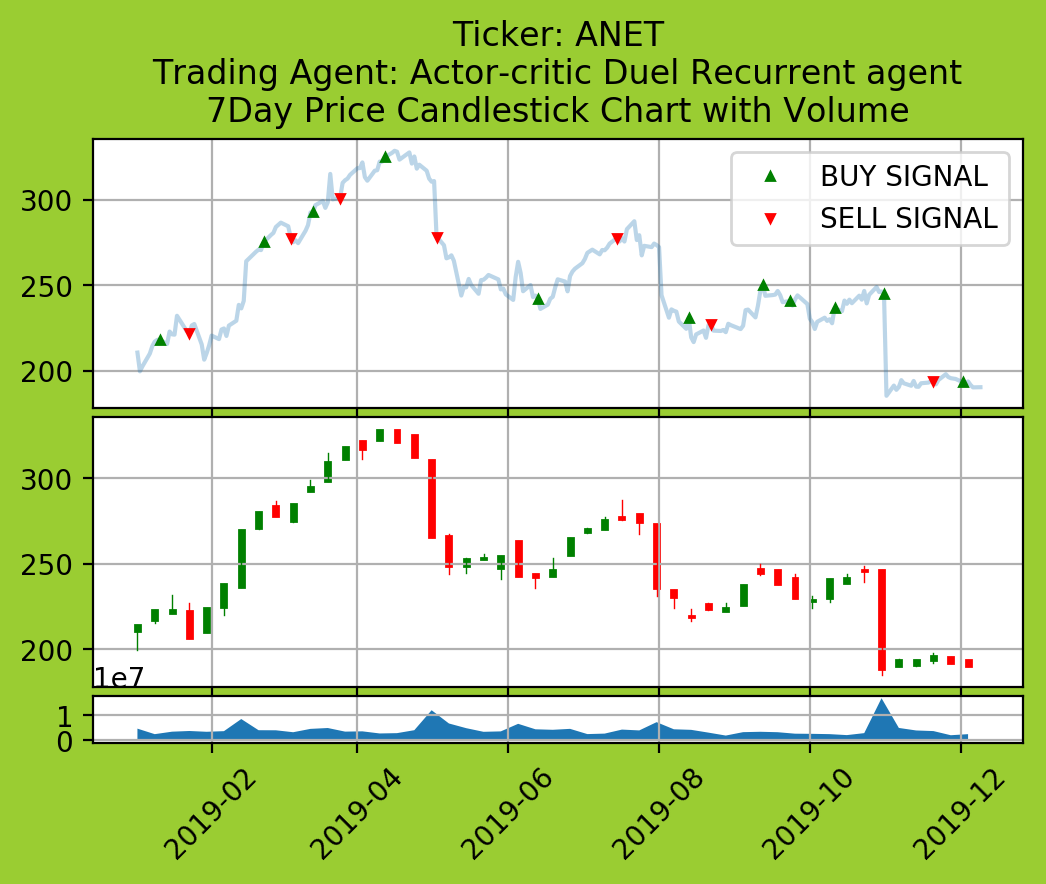 Ticker: ANET
Trading Agent: Actor-critic Duel Recurrent agent
7Day Price Candlestick Chart with Volume
BUY SIGNAL
SELL SIGNAL
300
250
200
300
250
200
1e7
1
0
2019-02
2019-04
2019-06
2019-08
2019-10
2019-12